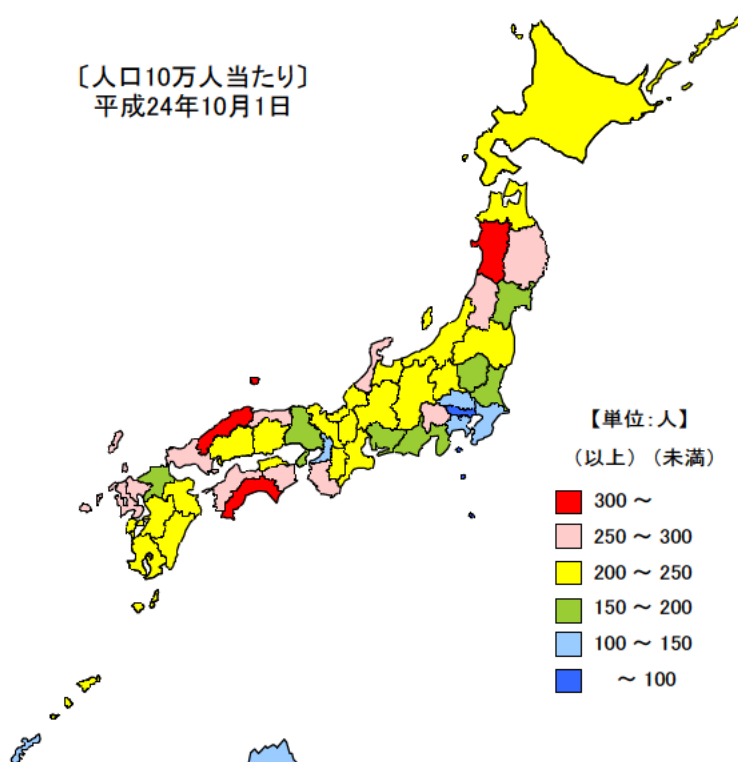 〔人口10万人当たり〕
平成24年10月1日
【単位:人】
（以上）（未満）
300 ～
250 ～ 300
200 ～ 250
150 ～ 200
100 ～ 150
～ 100